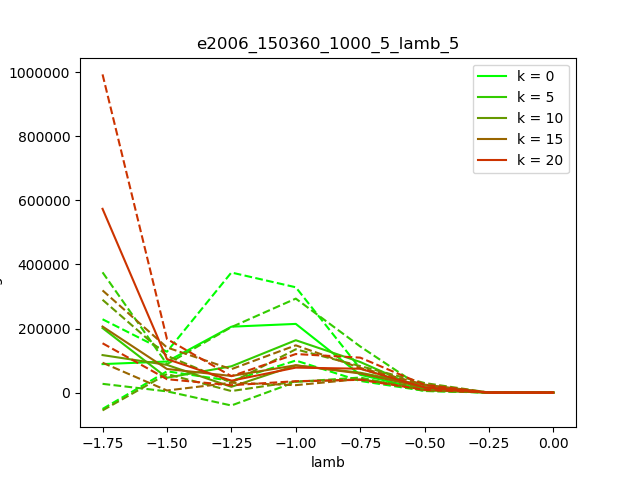 e2006_150360_1000_5_lamb_5
1000000
800000
600000
400000
200000
0
k = 0
k = 5
k = 10
k = 15
k = 20
−1.75
−1.50
−1.25
−1.00
−0.75
−0.50
−0.25
0.00
lamb